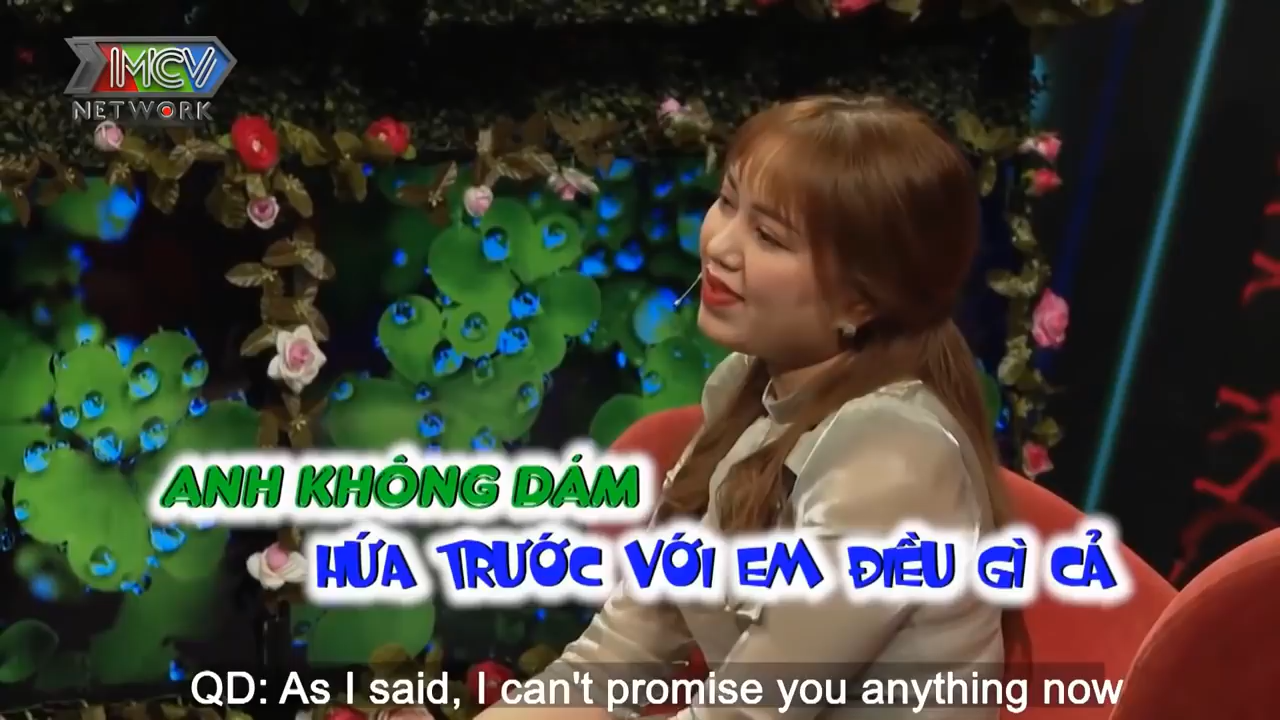 MCV
NETWORK
ANH KHÔNG DÁM
HỨA TRƯỚC VỚI EM ĐIỀU GÌ CẢ
QD: As I said, I can't promise you anything now